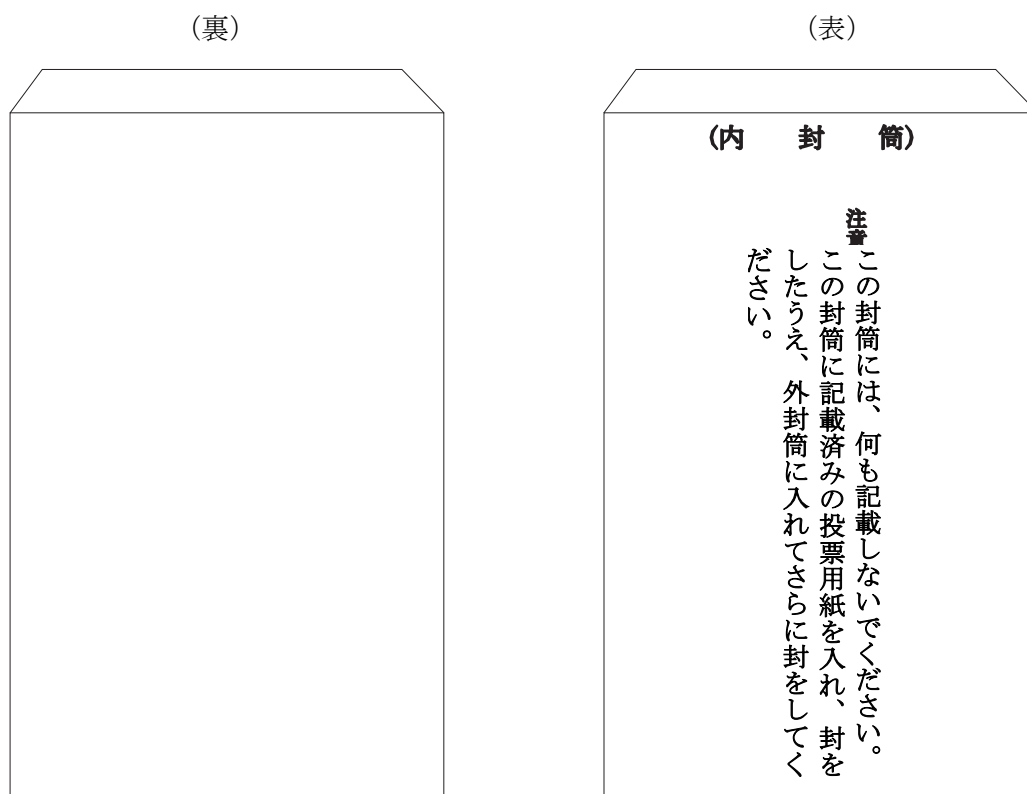 （裏）
（表）
（内　封　筒）
注意
この封筒には、何も記載しないでください。
この封筒に記載済みの投票用紙を入れ、封を
したうえ、外封筒に入れてさらに封をしてく
ださい。